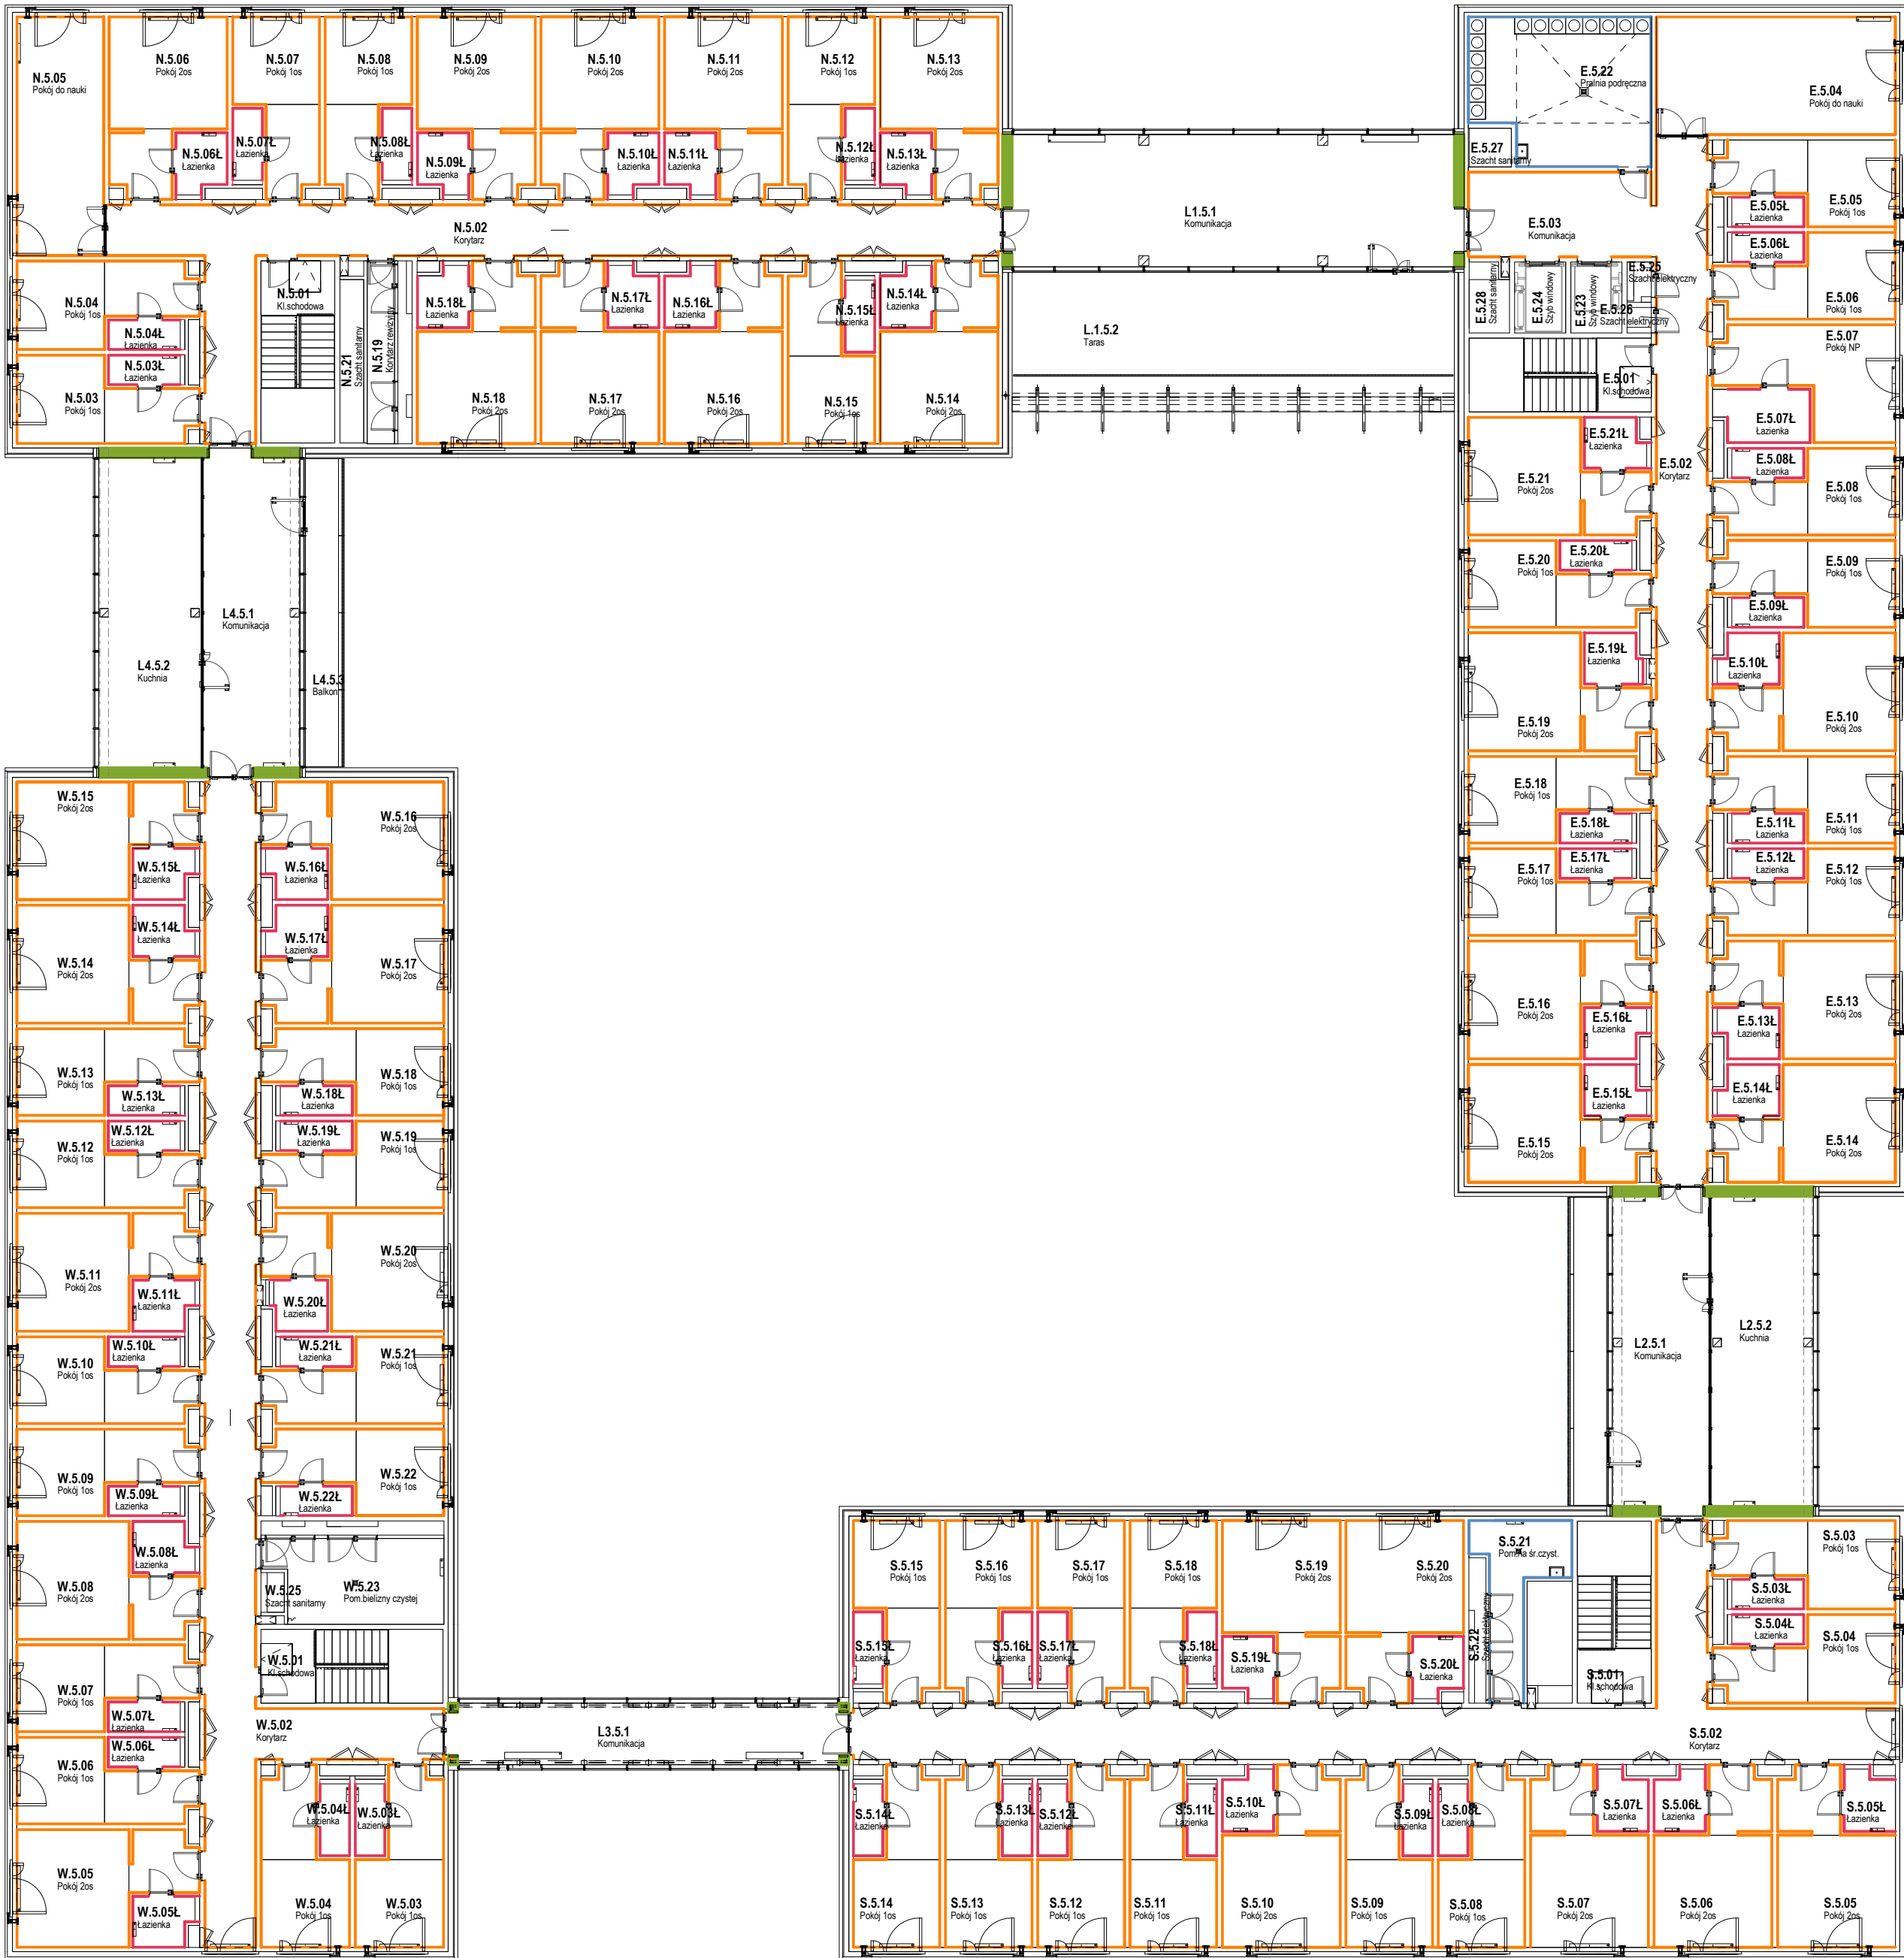 N.5.05
Pokój do nauki
N.5.06
Pokój 2os
N.5.07
Pokój 1os
N.5.08
Pokój 1os
N.5.09
Pokój 2os
N.5.10
Pokój 2os
N.5.11
Pokój 2os
N.5.12
Pokój 1os
N.5.13
Pokój 2os
N.5.06Ł
Łazienka
N.5.07Ł
Łazienka
N.5.08Ł
Łazienka
N.5.09Ł
Łazienka
N.5.10Ł
Łazienka
N.5.11Ł
Łazienka
N.5.12Ł
Łazienka
N.5.13Ł
Łazienka
N.5.02
Korytarz
N.5.04
Pokój 1os
N.5.04Ł
Łazienka
N.5.03Ł
Łazienka
N.5.03
Pokój 1os
N.5.01
Kl.schodowa
N.5.21
Szacht sanitarny
N.5.19
Korytarz rewizyjny
N.5.18Ł
Łazienka
N.5.17Ł
Łazienka
N.5.16Ł
Łazienka
N.5.15Ł
Łazienka
N.5.14Ł
Łazienka
N.5.18
Pokój 2os
N.5.17
Pokój 2os
N.5.16
Pokój 2os
N.5.15
Pokój 1os
N.5.14
Pokój 2os
L1.5.1
Komunikacja
L.1.5.2
Taras
E.5.22
Pralnia podręczna
E.5.04
Pokój do nauki
E.5.27
Szacht sanitarny
E.5.03
Komunikacja
E.5.05Ł
Łazienka
E.5.05
Pokój 1os
E.5.06Ł
Łazienka
E.5.06
Pokój 1os
E.5.28
Szacht sanitarny
E.5.24
Szyb windowy
E.5.23
Szyb windowy
E.5.25
Szacht elektryczny
E.5.26
Szacht elektryczny
E.5.07
Pokój NP
E.5.01
Kl.schodowa
E.5.07Ł
Łazienka
E.5.21Ł
Łazienka
E.5.21
Pokój 2os
E.5.02
Korytarz
E.5.08Ł
Łazienka
E.5.08
Pokój 1os
E.5.20
Pokój 1os
E.5.20Ł
Łazienka
E.5.09
Pokój 1os
E.5.09Ł
Łazienka
E.5.19Ł
Łazienka
E.5.10Ł
Łazienka
E.5.19
Pokój 2os
E.5.10
Pokój 2os
E.5.18
Pokój 1os
E.5.18Ł
Łazienka
E.5.11Ł
Łazienka
E.5.11
Pokój 1os
E.5.17
Pokój 1os
E.5.17Ł
Łazienka
E.5.12Ł
Łazienka
E.5.12
Pokój 1os
E.5.16
Pokój 2os
E.5.16Ł
Łazienka
E.5.13Ł
Łazienka
E.5.13
Pokój 2os
E.5.15Ł
Łazienka
E.5.14Ł
Łazienka
E.5.15
Pokój 2os
E.5.14
Pokój 2os
L4.5.1
Komunikacja
L4.5.2
Kuchnia
L4.5.3
Balkon
W.5.15
Pokój 2os
W.5.16
Pokój 2os
W.5.15Ł
Łazienka
W.5.16Ł
Łazienka
W.5.14Ł
Łazienka
W.5.17Ł
Łazienka
W.5.14
Pokój 2os
W.5.17
Pokój 2os
W.5.13
Pokój 1os
W.5.18
Pokój 1os
W.5.13Ł
Łazienka
W.5.18Ł
Łazienka
W.5.12Ł
Łazienka
W.5.19Ł
Łazienka
W.5.12
Pokój 1os
W.5.19
Pokój 1os
W.5.11
Pokój 2os
W.5.20
Pokój 2os
W.5.11Ł
Łazienka
W.5.20Ł
Łazienka
W.5.10Ł
Łazienka
W.5.21Ł
Łazienka
W.5.10
Pokój 1os
W.5.21
Pokój 1os
W.5.09
Pokój 1os
W.5.22
Pokój 1os
W.5.09Ł
Łazienka
W.5.22Ł
Łazienka
W.5.08Ł
Łazienka
W.5.08
Pokój 2os
W.5.25
Szacht sanitarny
W.5.23
Pom.bielizny czystej
W.5.01
Kl.schodowa
W.5.07
Pokój 1os
W.5.07Ł
Łazienka
W.5.02
Korytarz
W.5.06Ł
Łazienka
W.5.06
Pokój 1os
W.5.04Ł
Łazienka
W.5.03Ł
Łazienka
W.5.05
Pokój 2os
W.5.05Ł
Łazienka
W.5.04
Pokój 1os
W.5.03
Pokój 1os
L3.5.1
Komunikacja
L2.5.1
Komunikacja
L2.5.2
Kuchnia
S.5.15
Pokój 1os
S.5.16
Pokój 1os
S.5.17
Pokój 1os
S.5.18
Pokój 1os
S.5.19
Pokój 2os
S.5.20
Pokój 2os
S.5.21
Pom.na śr.czyst.
S.5.03
Pokój 1os
S.5.03Ł
Łazienka
S.5.04Ł
Łazienka
S.5.04
Pokój 1os
S.5.15Ł
Łazienka
S.5.16Ł
Łazienka
S.5.17Ł
Łazienka
S.5.18Ł
Łazienka
S.5.19Ł
Łazienka
S.5.20Ł
Łazienka
S.5.22
Szacht elektryczny
S.5.01
Kl.schodowa
S.5.02
Korytarz
S.5.14Ł
Łazienka
S.5.13Ł
Łazienka
S.5.12Ł
Łazienka
S.5.11Ł
Łazienka
S.5.10Ł
Łazienka
S.5.09Ł
Łazienka
S.5.08Ł
Łazienka
S.5.07Ł
Łazienka
S.5.06Ł
Łazienka
S.5.05Ł
Łazienka
S.5.14
Pokój 1os
S.5.13
Pokój 1os
S.5.12
Pokój 1os
S.5.11
Pokój 1os
S.5.10
Pokój 2os
S.5.09
Pokój 1os
S.5.08
Pokój 1os
S.5.07
Pokój 2os
S.5.06
Pokój 2os
S.5.05
Pokój 2os